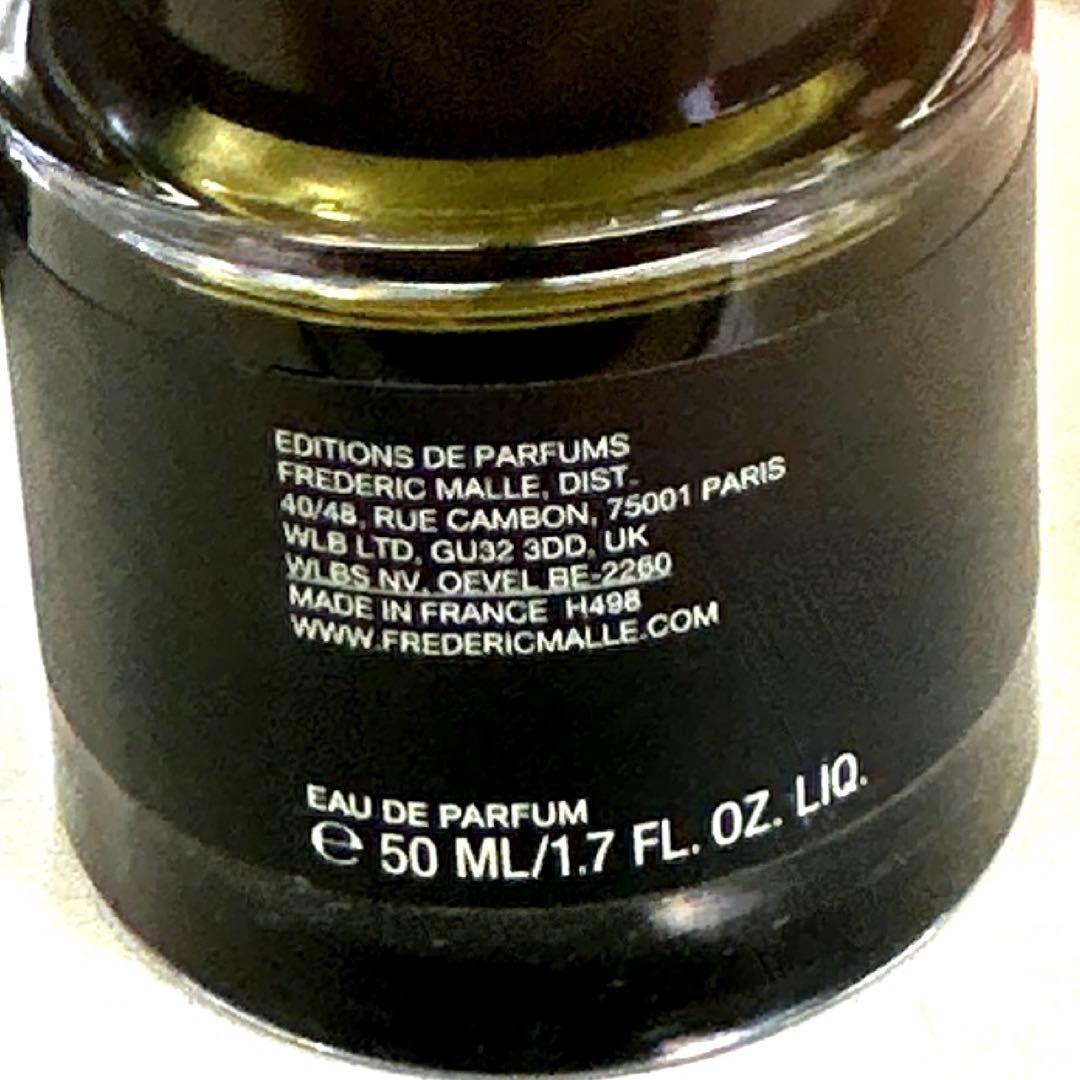 EDITIONS DE PARFUMS
FREDERIC MALLE, DIST.
40/48, RUE CAMBON, 75001 PARIS
WLB LTD, GU32 3DD, UK
WLBS NV, OEVEL BE-2260
MADE IN FRANCE H498
WWW.FREDERICMALLE.COM
EAU DE PARFUM
℮ 50 ML/1.7 FL. OZ. LIQ.